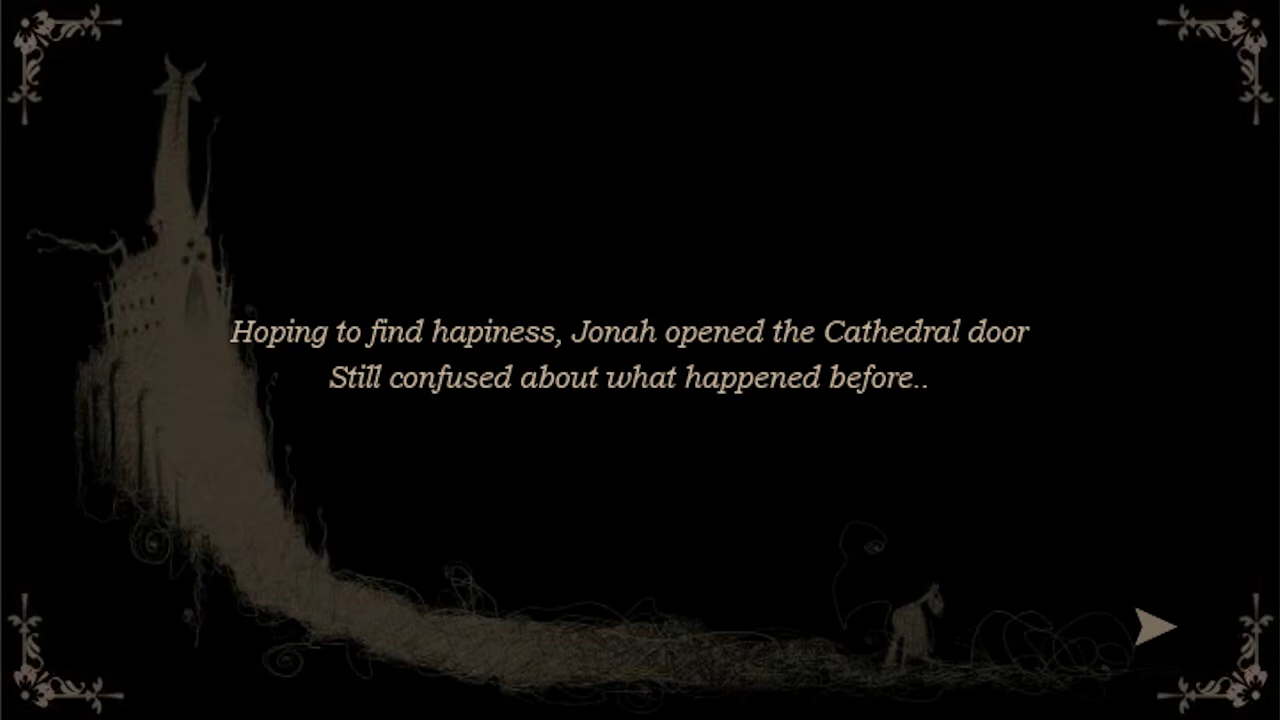 Hoping to find hapiness, Jonah opened the Cathedral door
Still confused about what happened before..